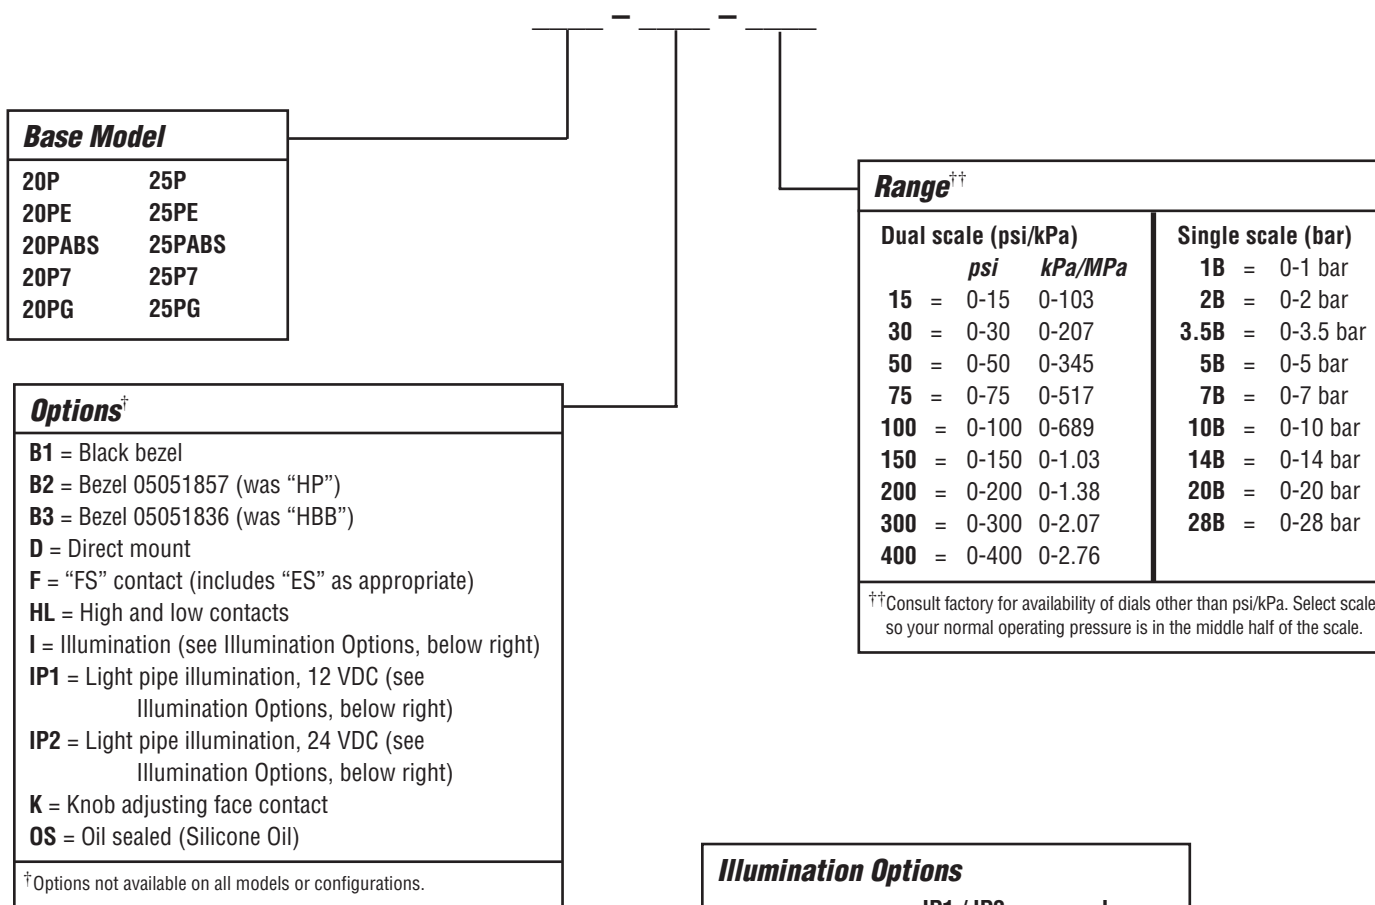 ____ – ____ – ____
Base Model
20P 25P
20PE 25PE
20PABS 25PABS
20P7 25P7
20PG 25PG
Options†
B1 = Black bezel
B2 = Bezel 05051857 (was “HP”)
B3 = Bezel 05051836 (was “HBB”)
D = Direct mount
F = “FS” contact (includes “ES” as appropriate)
HL = High and low contacts
I = Illumination (see Illumination Options, below right)
IP1 = Light pipe illumination, 12 VDC (see
Illumination Options, below right)
IP2 = Light pipe illumination, 24 VDC (see
Illumination Options, below right)
K = Knob adjusting face contact
OS = Oil sealed (Silicone Oil)
†Options not available on all models or configurations.
Range††
Dual scale (psi/kPa)
psi kPa/MPa
15 = 0-15 0-103
30 = 0-30 0-207
50 = 0-50 0-345
75 = 0-75 0-517
100 = 0-100 0-689
150 = 0-150 0-1.03
200 = 0-200 0-1.38
300 = 0-300 0-2.07
400 = 0-400 0-2.76
Single scale (bar)
1B = 0-1 bar
2B = 0-2 bar
3.5B = 0-3.5 bar
5B = 0-5 bar
7B = 0-7 bar
10B = 0-10 bar
14B = 0-14 bar
20B = 0-20 bar
28B = 0-28 bar
††Consult factory for availability of dials other than psi/kPa. Select scale
so your normal operating pressure is in the middle half of the scale.
Illumination Options
IP1 / IP2